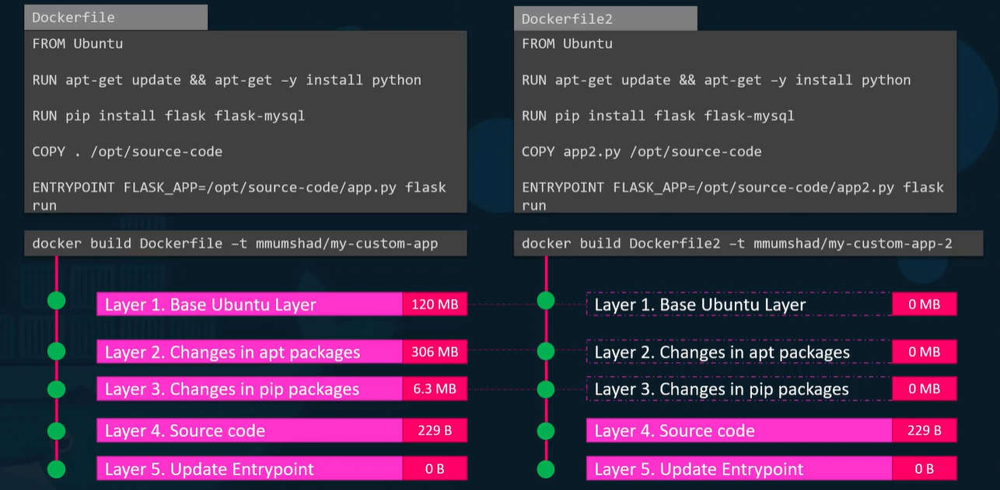 Dockerfile
FROM Ubuntu
RUN apt-get update && apt-get –y install python
RUN pip install flask flask-mysql
COPY . /opt/source-code
ENTRYPOINT FLASK_APP=/opt/source-code/app.py flask
run
docker build Dockerfile –t mmumshad/my-custom-app
Layer 1. Base Ubuntu Layer 120 MB
Layer 2. Changes in apt packages 306 MB
Layer 3. Changes in pip packages 6.3 MB
Layer 4. Source code 229 B
Layer 5. Update Entrypoint 0 B
Dockerfile2
FROM Ubuntu
RUN apt-get update && apt-get –y install python
RUN pip install flask flask-mysql
COPY app2.py /opt/source-code
ENTRYPOINT FLASK_APP=/opt/source-code/app2.py flask
run
docker build Dockerfile2 –t mmumshad/my-custom-app-2
Layer 1. Base Ubuntu Layer 0 MB
Layer 2. Changes in apt packages 0 MB
Layer 3. Changes in pip packages 0 MB
Layer 4. Source code 229 B
Layer 5. Update Entrypoint 0 B